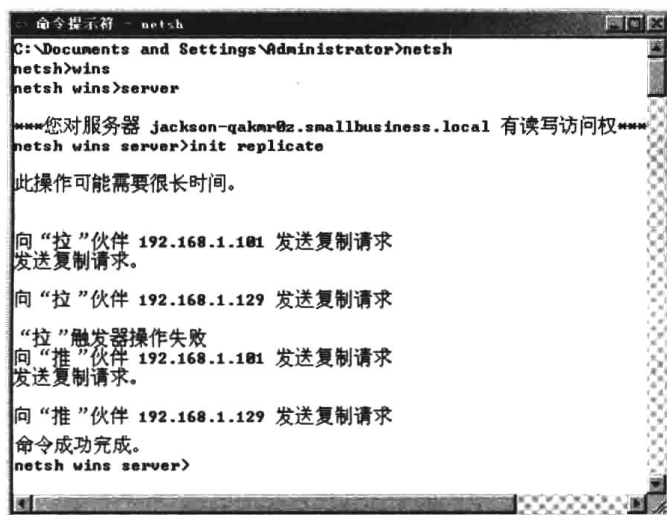 命令提示符 - netsh
C:\Documents and Settings\Administrator>netsh
netsh>wins
netsh wins>server
***您对服务器 jackson-qakmr0z.smallbusiness.local 有读写访问权***
netsh wins server>init replicate
此操作可能需要很长时间。
向“拉”伙伴 192.168.1.101 发送复制请求
发送复制请求。
向“拉”伙伴 192.168.1.129 发送复制请求
“拉”触发器操作失败
向“推”伙伴 192.168.1.101 发送复制请求
发送复制请求。
向“推”伙伴 192.168.1.129 发送复制请求
命令成功完成。
netsh wins server>